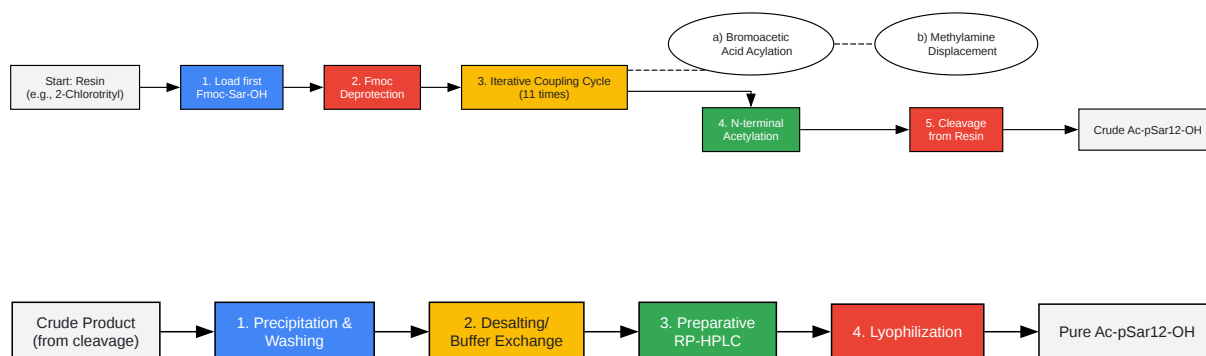 a) Bromoacetic
Acid Acylation
b) Methylamine
Displacement
Start: Resin
(e.g., 2-Chlorotrityl)
1. Load first
Fmoc-Sar-OH
2. Fmoc
Deprotection
3. Iterative Coupling Cycle
(11 times)
4. N-terminal
Acetylation
5. Cleavage
from Resin
Crude Ac-pSar12-OH
Crude Product
(from cleavage)
1. Precipitation &
Washing
2. Desalting/
Buffer Exchange
3. Preparative
RP-HPLC
4. Lyophilization
Pure Ac-pSar12-OH